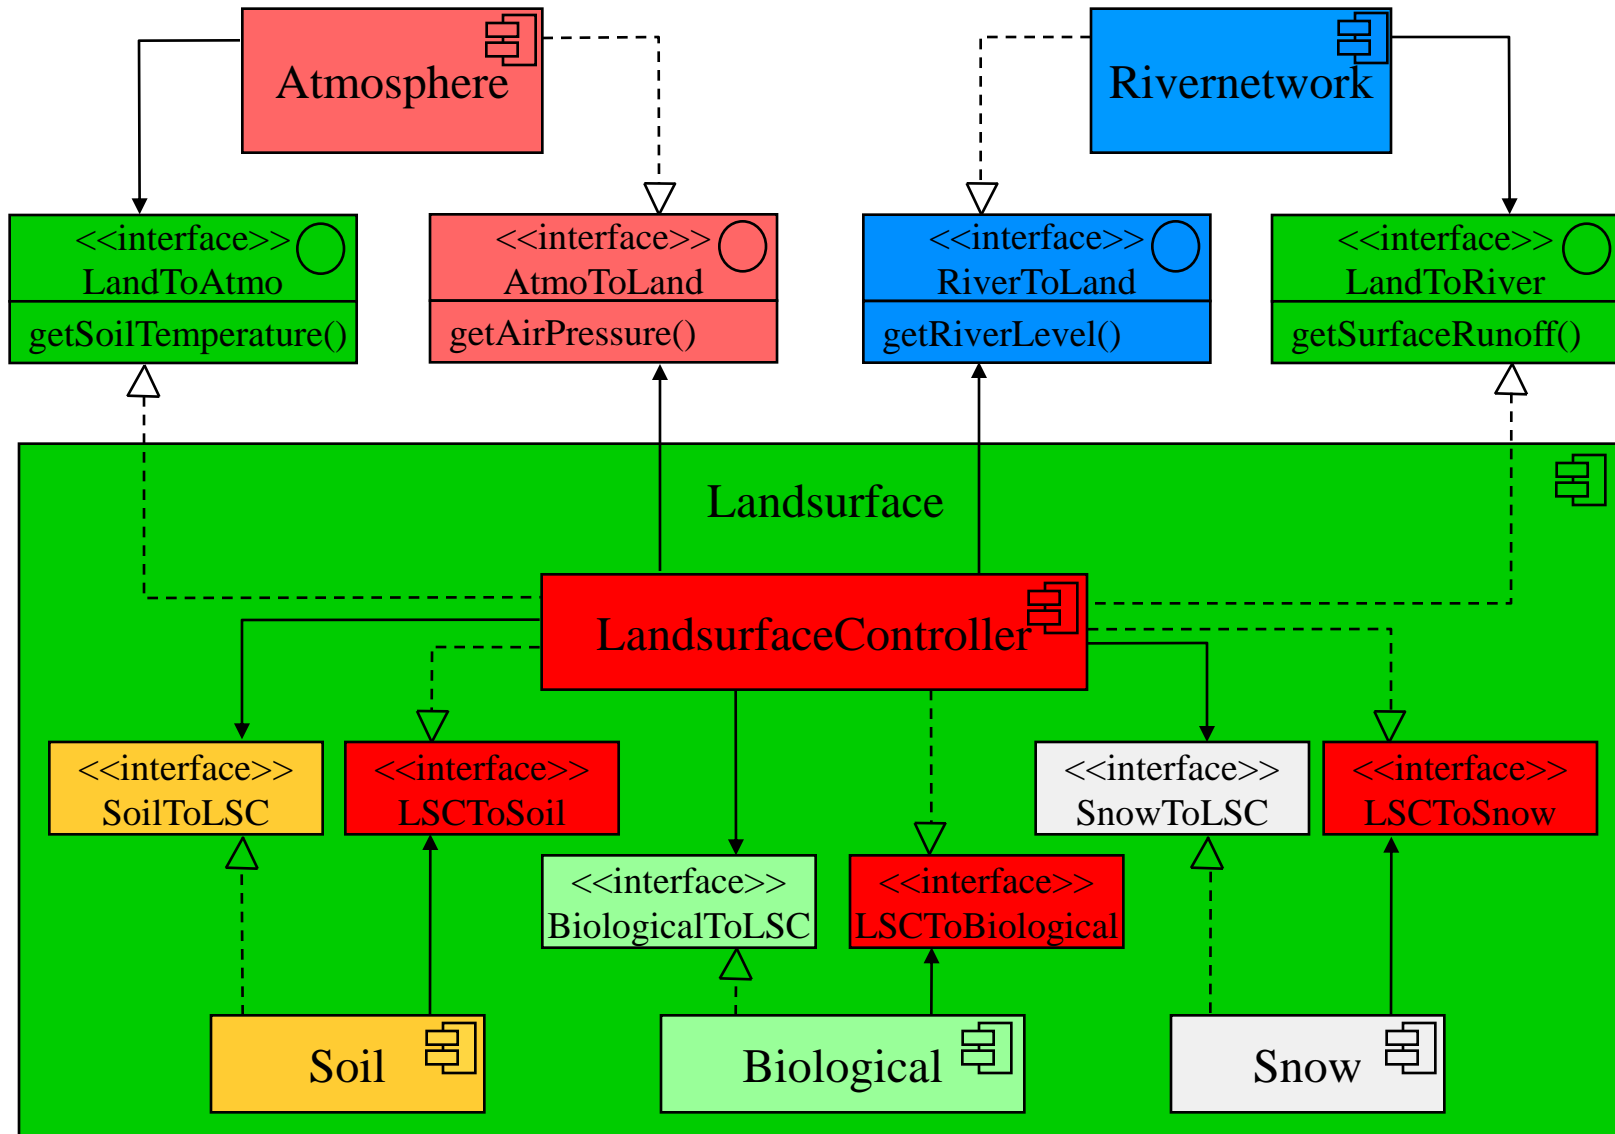 Atmosphere
Rivernetwork
<<interface>>
LandToAtmo
getSoilTemperature()
<<interface>>
AtmoToLand
getAirPressure()
<<interface>>
RiverToLand
getRiverLevel()
<<interface>>
LandToRiver
getSurfaceRunoff()
Landsurface
LandsurfaceController
<<interface>>
SoilToLSC
<<interface>>
LSCToSoil
<<interface>>
BiologicalToLSC
<<interface>>
LSCToBiological
<<interface>>
SnowToLSC
<<interface>>
LSCToSnow
Soil
Biological
Snow